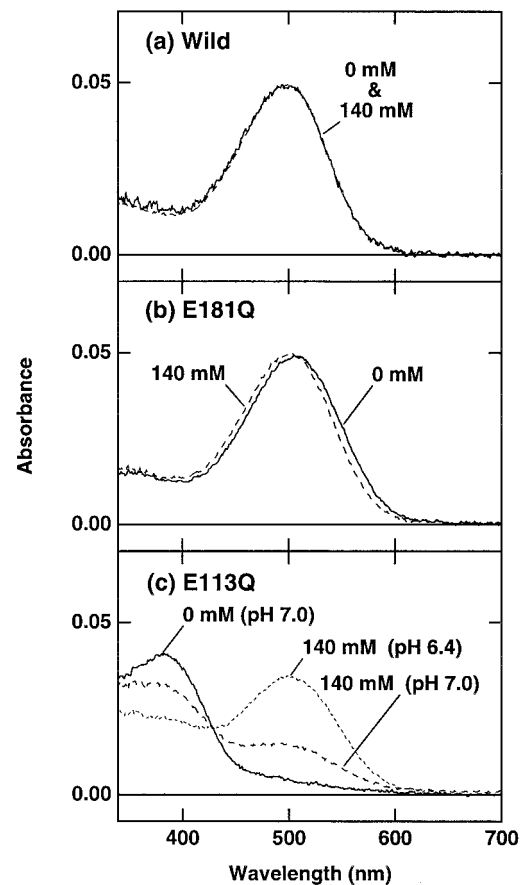 (a) Wild
0 mM
&
140 mM
0.05
0.00
(b) E181Q
140 mM
0 mM
0.05
0.00
Absorbance
(c) E113Q
0 mM (pH 7.0)
140 mM (pH 6.4)
140 mM (pH 7.0)
0.05
0.00
400 500 600 700
Wavelength (nm)